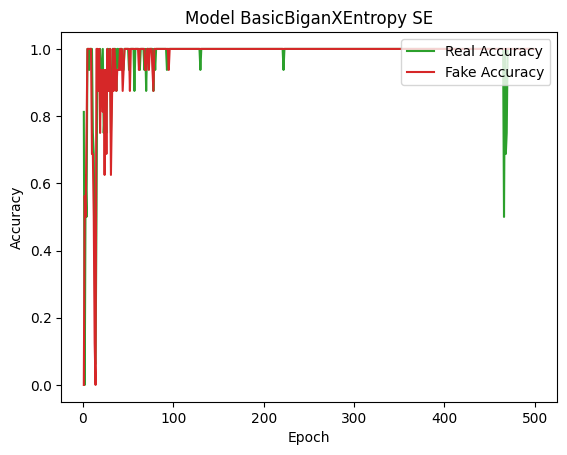 Model BasicBiganXEntropy SE
Real Accuracy
Fake Accuracy
Accuracy
1.0
0.8
0.6
0.4
0.2
0.0
0 100 200 300 400 500
Epoch